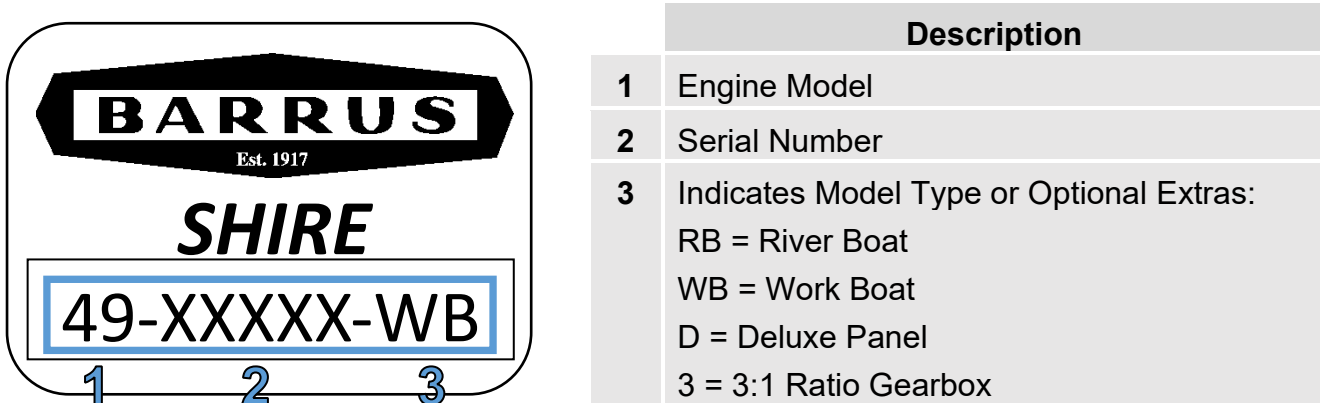 BARRUS
Est. 1917
SHIRE
49-XXXXX-WB
1 2 3
Description
1 Engine Model
2 Serial Number
3 Indicates Model Type or Optional Extras:
RB = River Boat
WB = Work Boat
D = Deluxe Panel
3 = 3:1 Ratio Gearbox